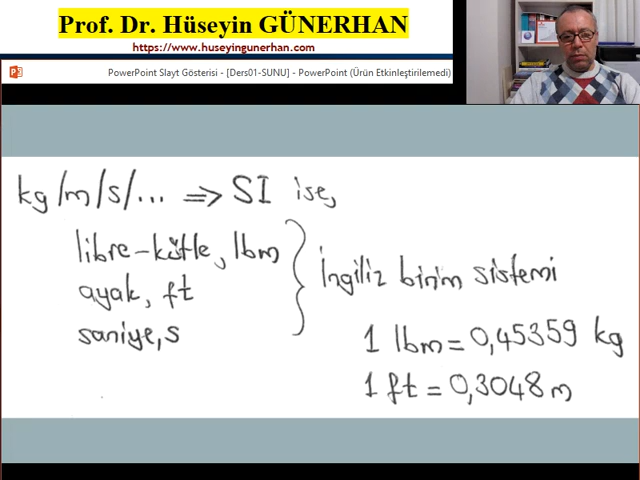 Prof. Dr. Hüseyin GÜNERHAN
https://www.huseyingunerhan.com
PowerPoint Slayt Gösterisi - [Ders01-SUNU] - PowerPoint (Ürün Etkinleştirilemedi)
kg/m/s/... ⇒ SI ise,
libre-kütle, lbm
ayak, ft
saniye, s
İngiliz birim sistemi
1 lbm = 0,45359 kg
1 ft = 0,3048 m